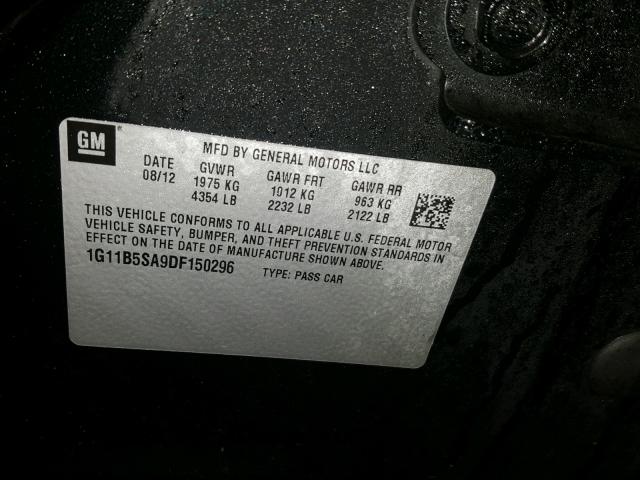 GM
MFD BY GENERAL MOTORS LLC
DATE GVWR GAWR FRT GAWR RR
08/12 1975 KG 1012 KG 963 KG
4354 LB 2232 LB 2122 LB
THIS VEHICLE CONFORMS TO ALL APPLICABLE U.S. FEDERAL MOTOR
VEHICLE SAFETY, BUMPER, AND THEFT PREVENTION STANDARDS IN
EFFECT ON THE DATE OF MANUFACTURE SHOWN ABOVE.
1G11B5SA9DF150296 TYPE: PASS CAR